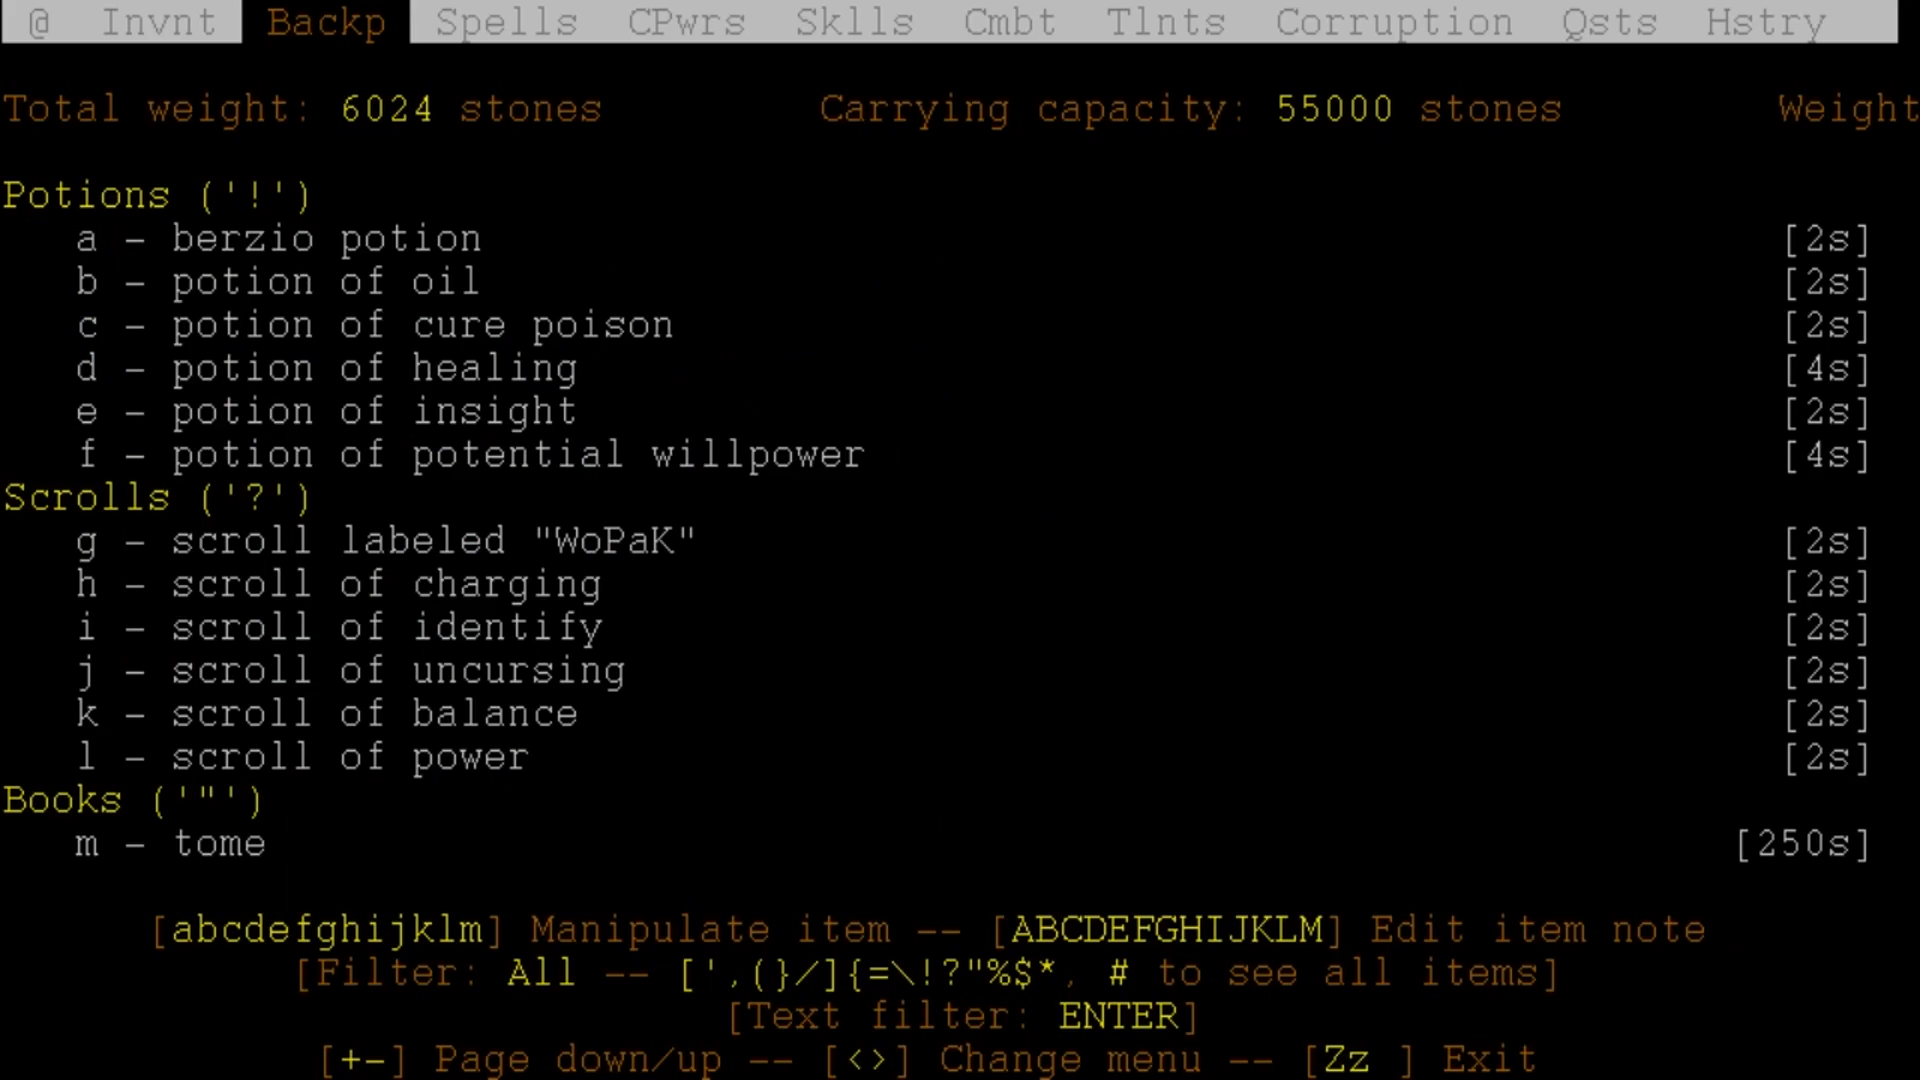 @ Invnt Backp Spells CPwrs Sklls Cmbt Tlnts Corruption Qsts Hstry
Total weight: 6024 stones Carrying capacity: 55000 stones Weight
Potions ('!')
a - berzio potion [2s]
b - potion of oil [2s]
c - potion of cure poison [2s]
d - potion of healing [4s]
e - potion of insight [2s]
f - potion of potential willpower [4s]
Scrolls ('?')
g - scroll labeled "WoPaK" [2s]
h - scroll of charging [2s]
i - scroll of identify [2s]
j - scroll of uncursing [2s]
k - scroll of balance [2s]
l - scroll of power [2s]
Books ('"')
m - tome [250s]
[abcdefghijklm] Manipulate item -- [ABCDEFGHIJKLM] Edit item note
[Filter: All -- [',(}/]{=\!?"%$*, # to see all items]
[Text filter: ENTER]
[+-] Page down/up -- [<>] Change menu -- [Zz ] Exit